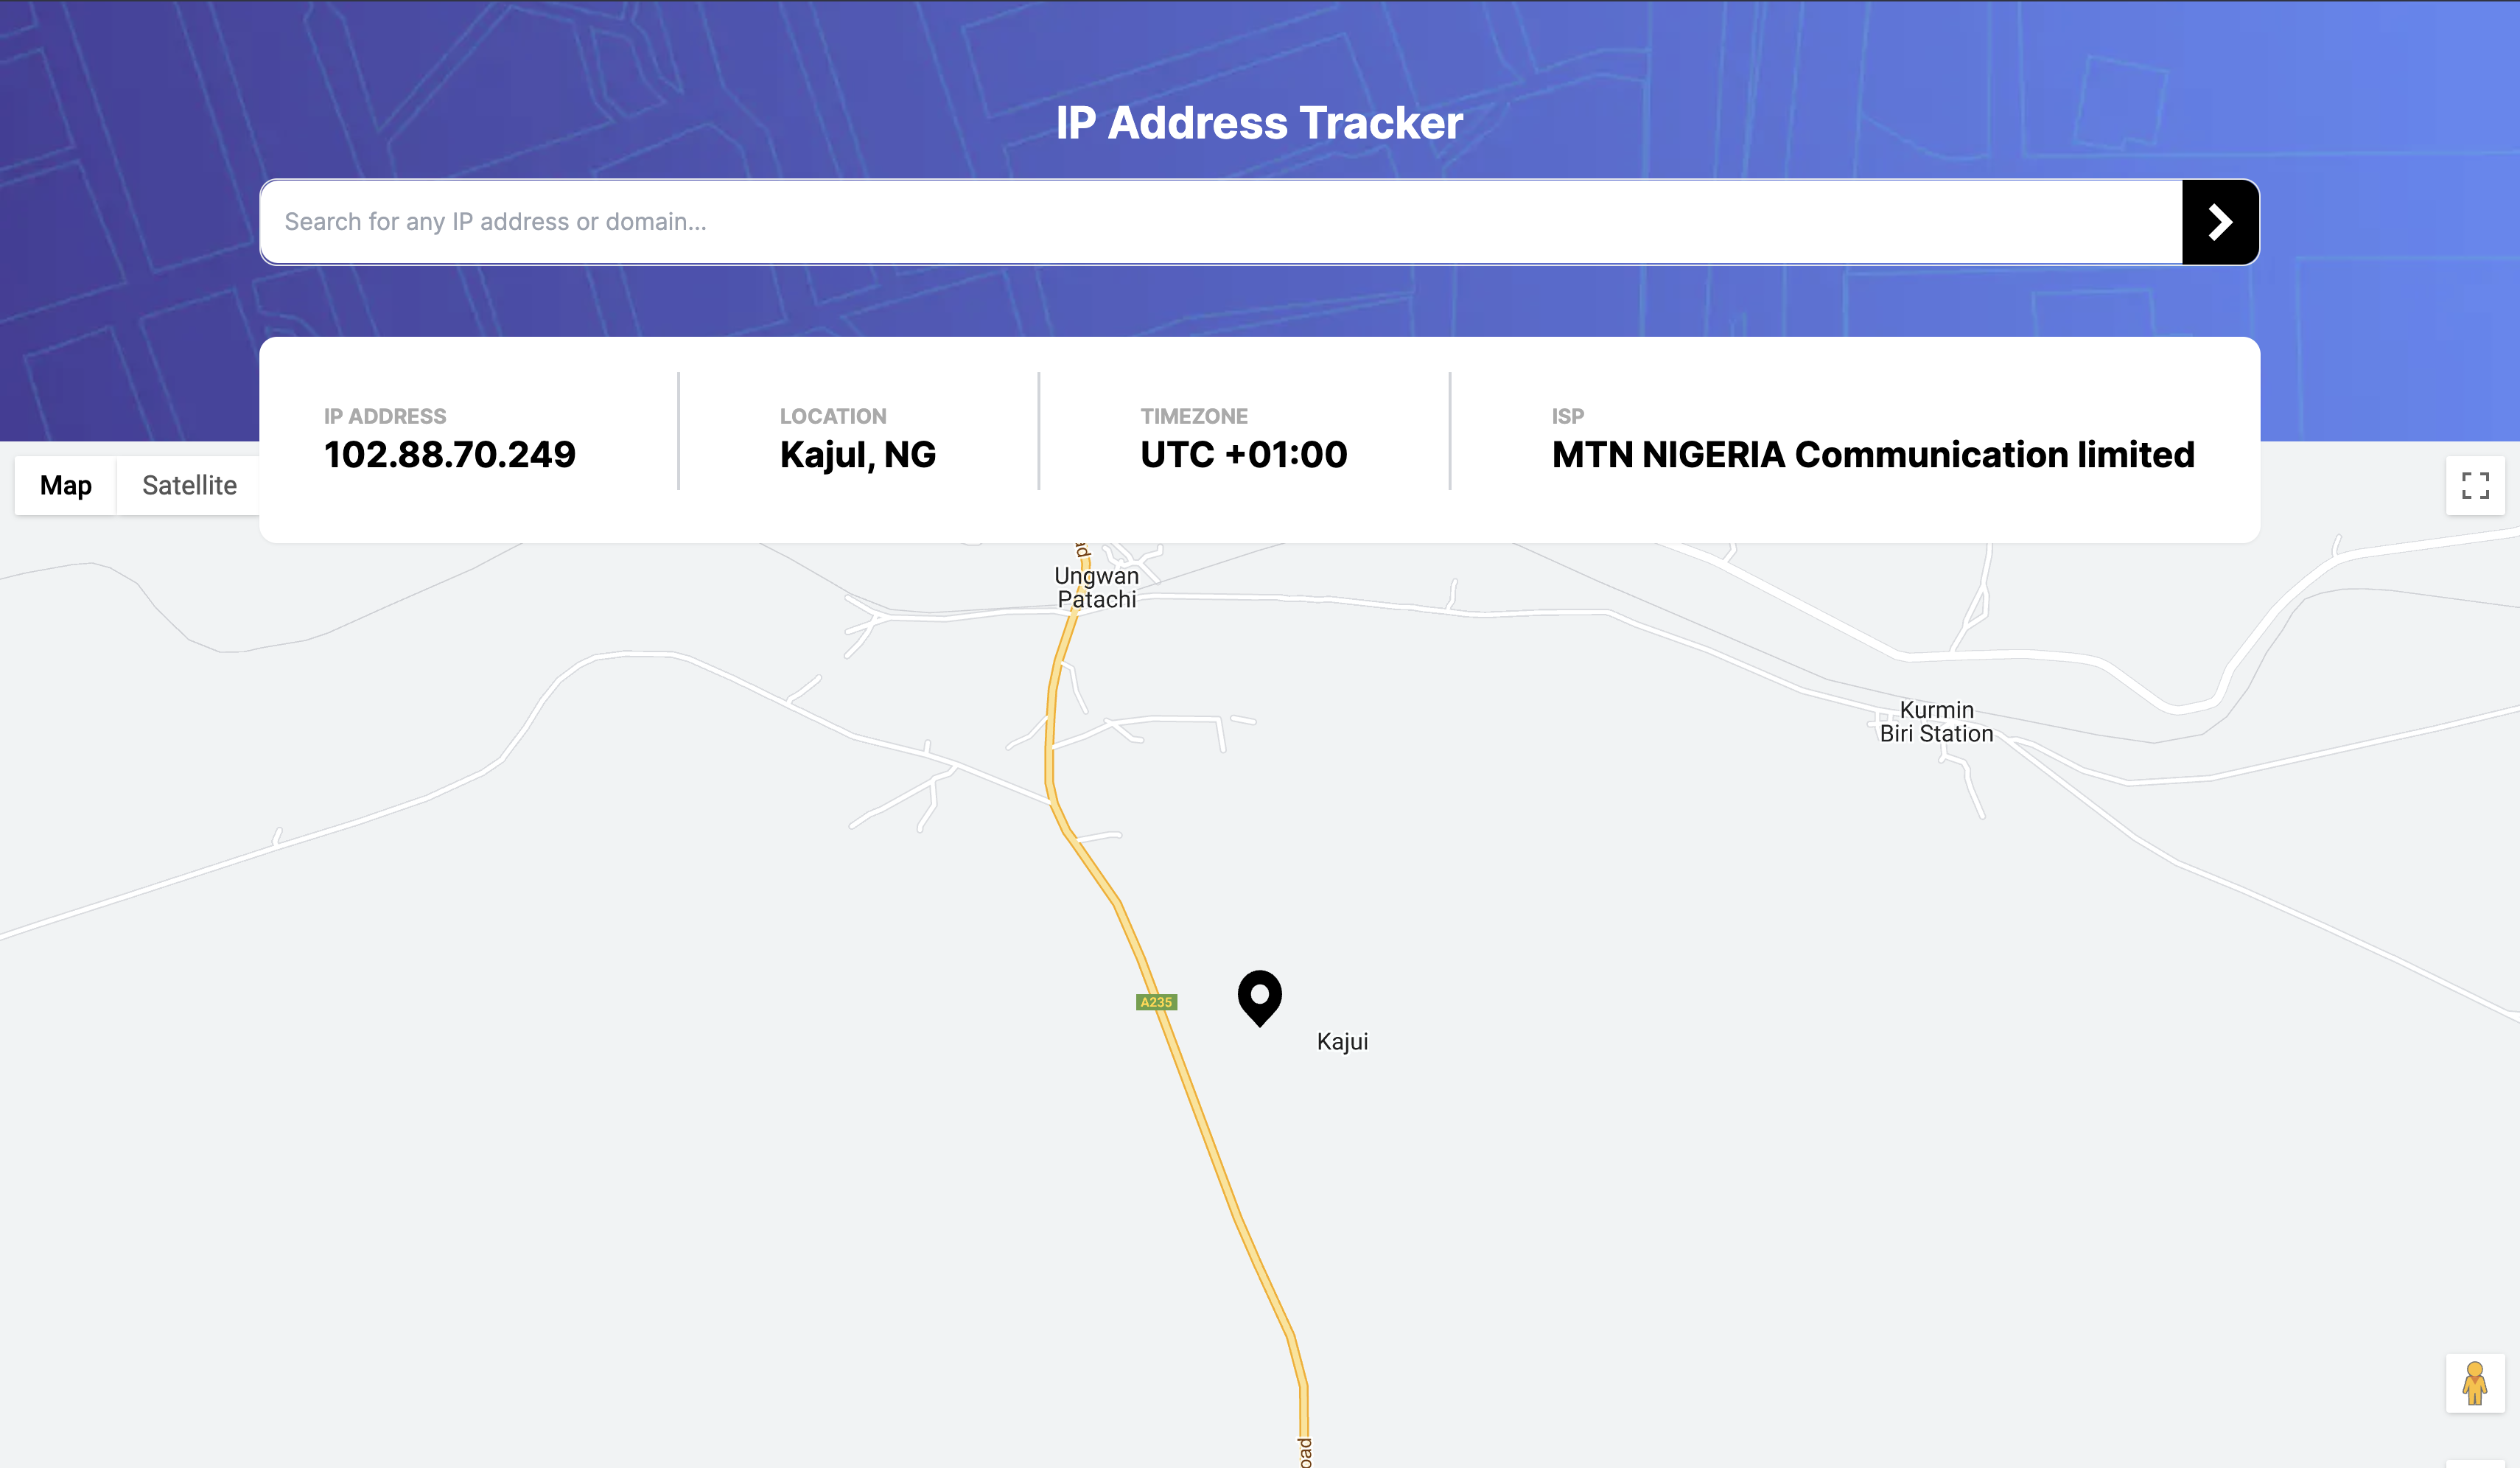 IP Address Tracker
Search for any IP address or domain...
IP ADDRESS
102.88.70.249
LOCATION
Kajul, NG
TIMEZONE
UTC +01:00
ISP
MTN NIGERIA Communication limited
Map
Satellite
Ungwan
Patachi
Kurmin
Biri Station
A235
Kajui